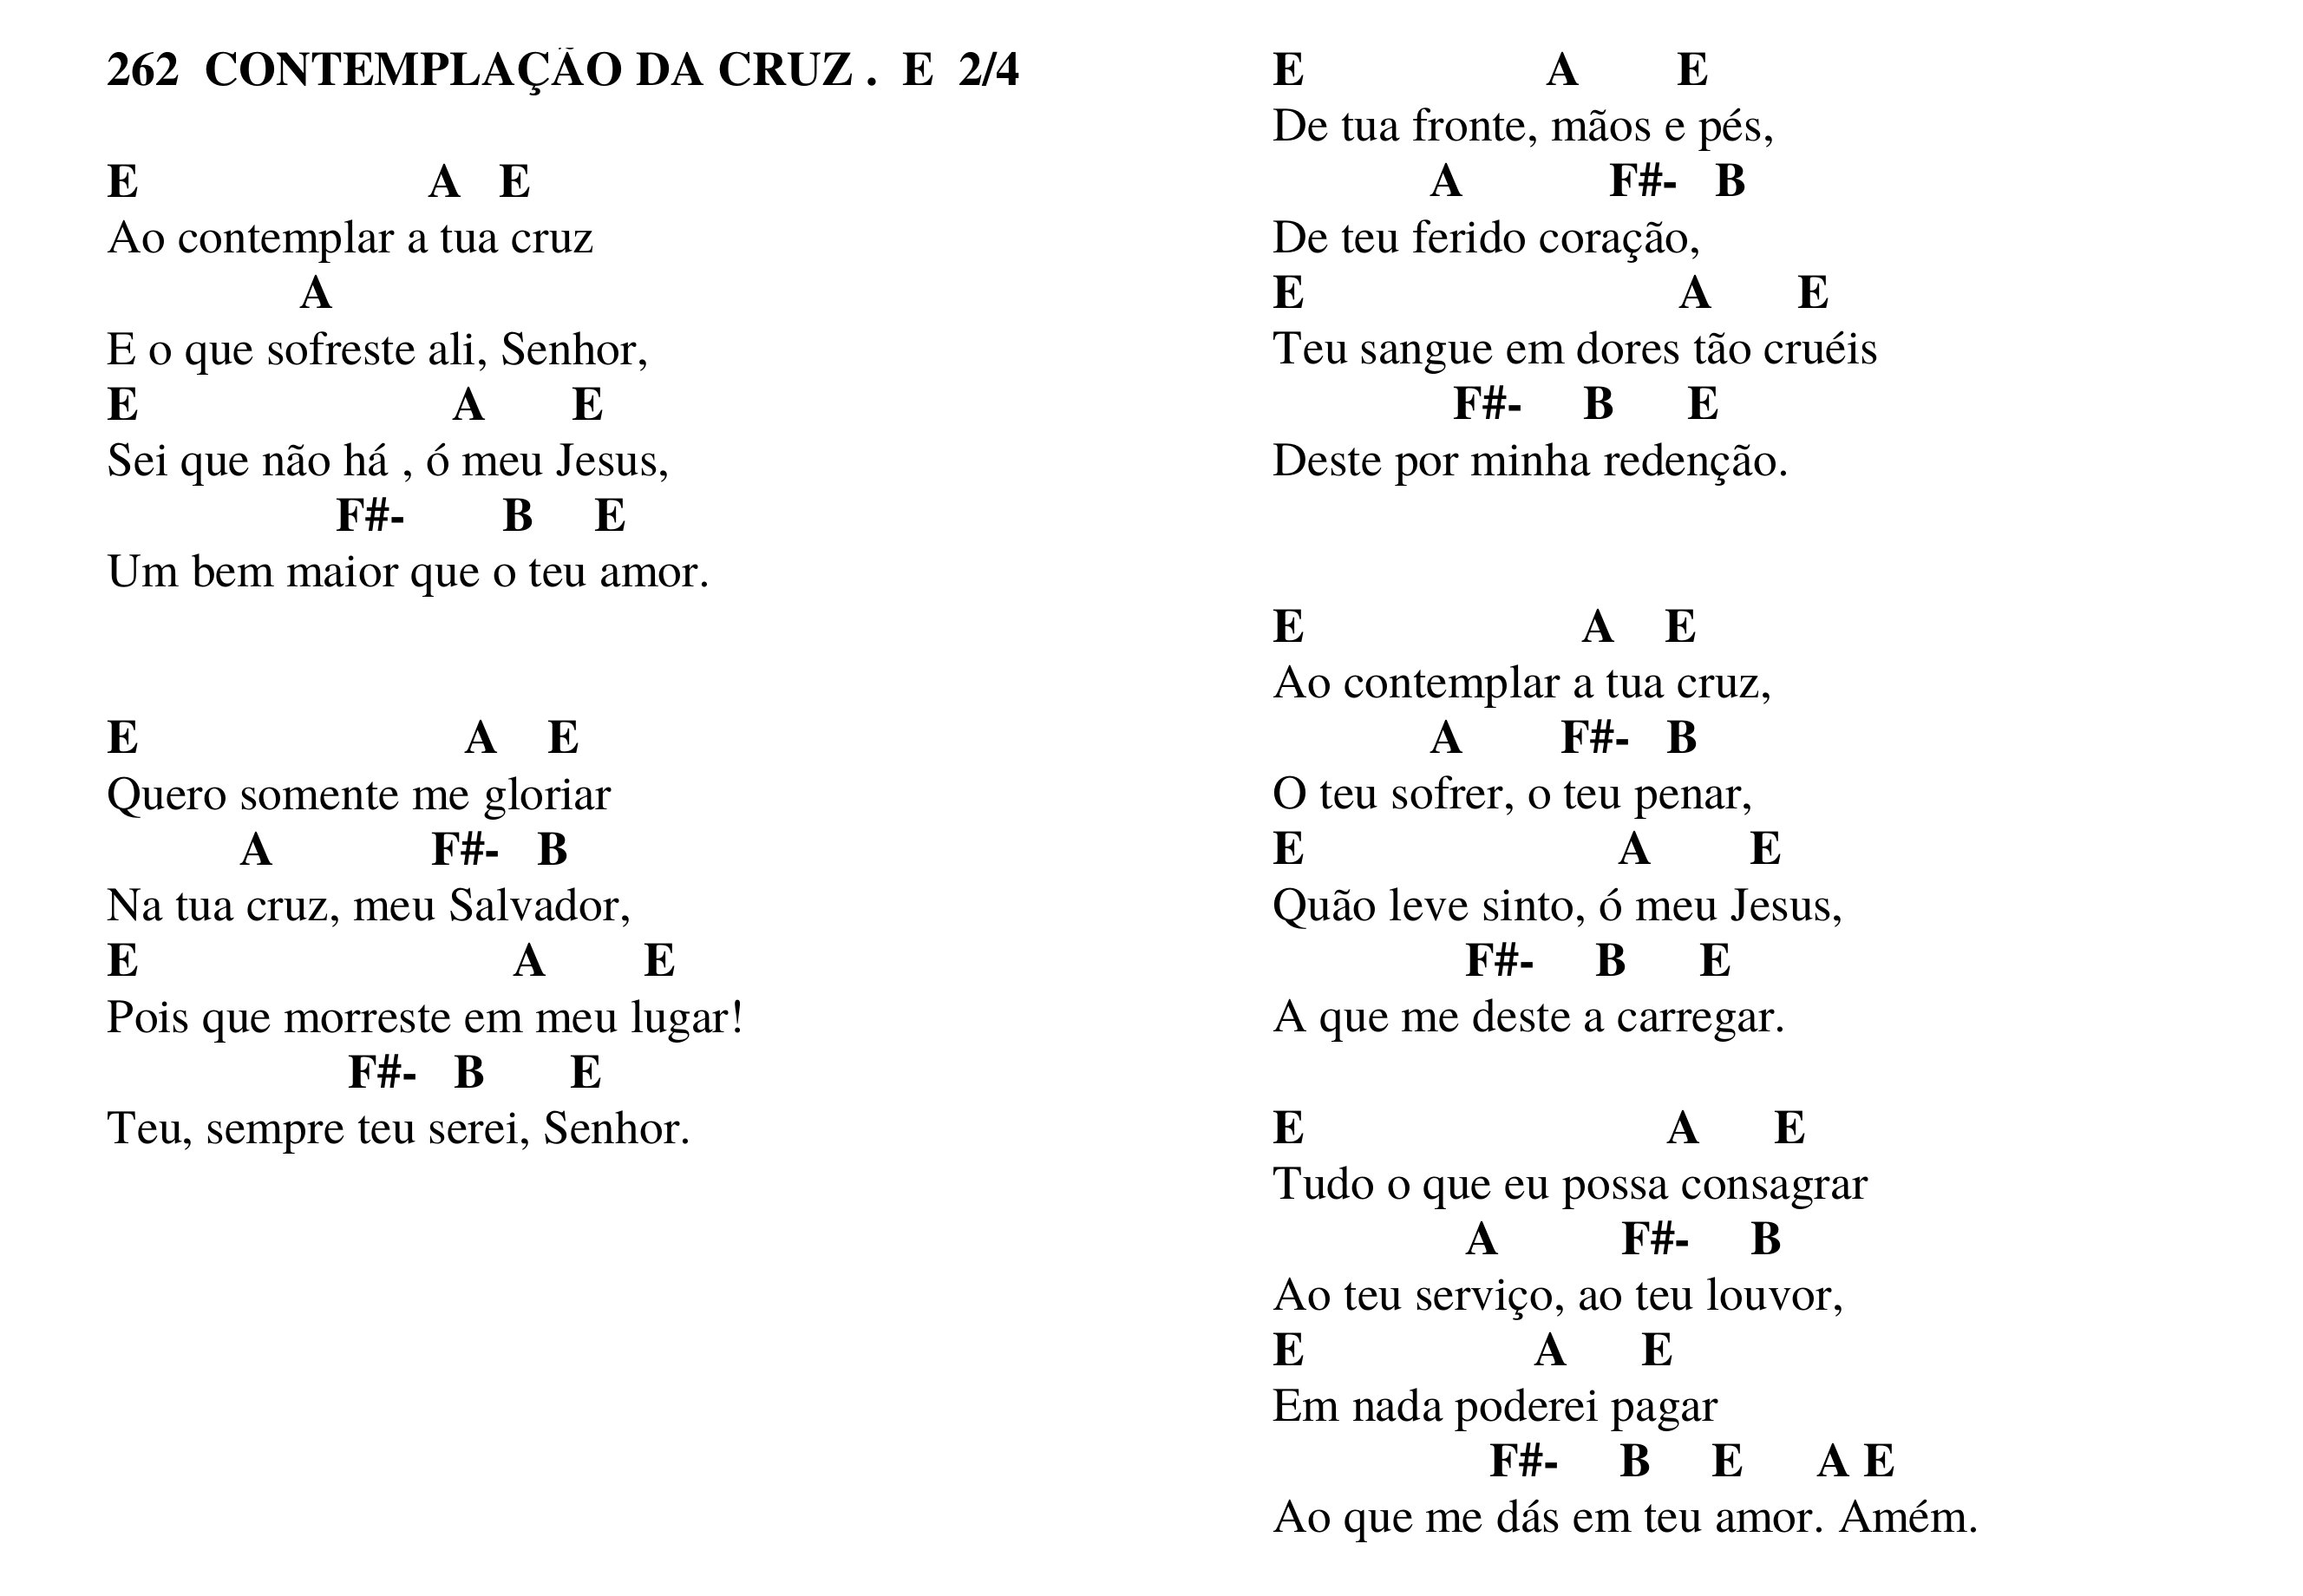 262 CONTEMPLAÇÃO DA CRUZ . E 2/4
E A E
Ao contemplar a tua cruz
A
E o que sofreste ali, Senhor,
E A E
Sei que não há , ó meu Jesus,
F#- B E
Um bem maior que o teu amor.
E A E
Quero somente me gloriar
A F#- B
Na tua cruz, meu Salvador,
E A E
Pois que morreste em meu lugar!
F#- B E
Teu, sempre teu serei, Senhor.
E A E
De tua fronte, mãos e pés,
A F#- B
De teu ferido coração,
E A E
Teu sangue em dores tão cruéis
F#- B E
Deste por minha redenção.
E A E
Ao contemplar a tua cruz,
A F#- B
O teu sofrer, o teu penar,
E A E
Quão leve sinto, ó meu Jesus,
F#- B E
A que me deste a carregar.
E A E
Tudo o que eu possa consagrar
A F#- B
Ao teu serviço, ao teu louvor,
E A E
Em nada poderei pagar
F#- B E A E
Ao que me dás em teu amor. Amém.